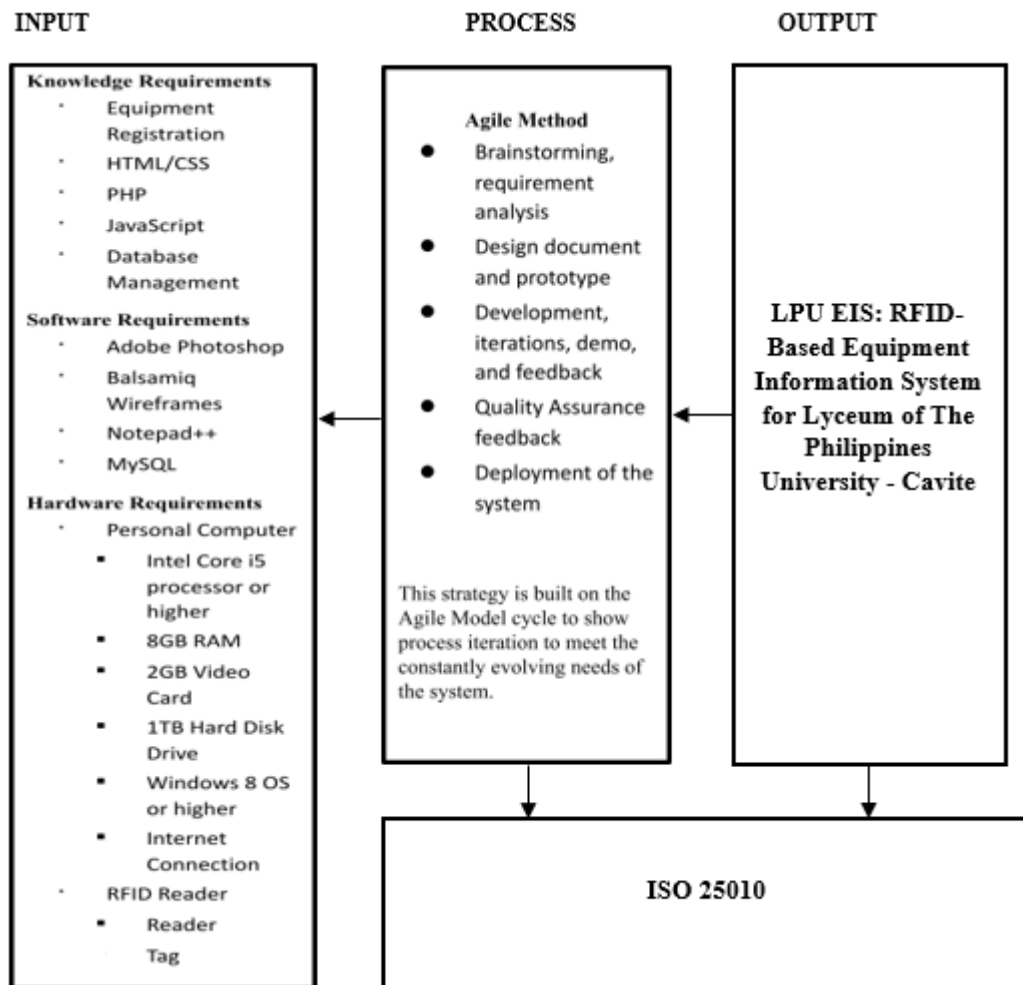 INPUT
Knowledge Requirements
· Equipment
Registration
· HTML/CSS
· PHP
· JavaScript
· Database
Management
Software Requirements
· Adobe Photoshop
· Balsamiq
Wireframes
· Notepad++
· MySQL
Hardware Requirements
· Personal Computer
▪ Intel Core i5
processor or
higher
▪ 8GB RAM
▪ 2GB Video
Card
▪ 1TB Hard Disk
Drive
▪ Windows 8 OS
or higher
▪ Internet
Connection
· RFID Reader
▪ Reader
Tag
PROCESS
Agile Method
● Brainstorming,
requirement
analysis
● Design document
and prototype
● Development,
iterations, demo,
and feedback
● Quality Assurance
feedback
● Deployment of the
system
This strategy is built on the
Agile Model cycle to show
process iteration to meet the
constantly evolving needs of
the system.
OUTPUT
LPU EIS: RFID-
Based Equipment
Information System
for Lyceum of The
Philippines
University - Cavite
ISO 25010